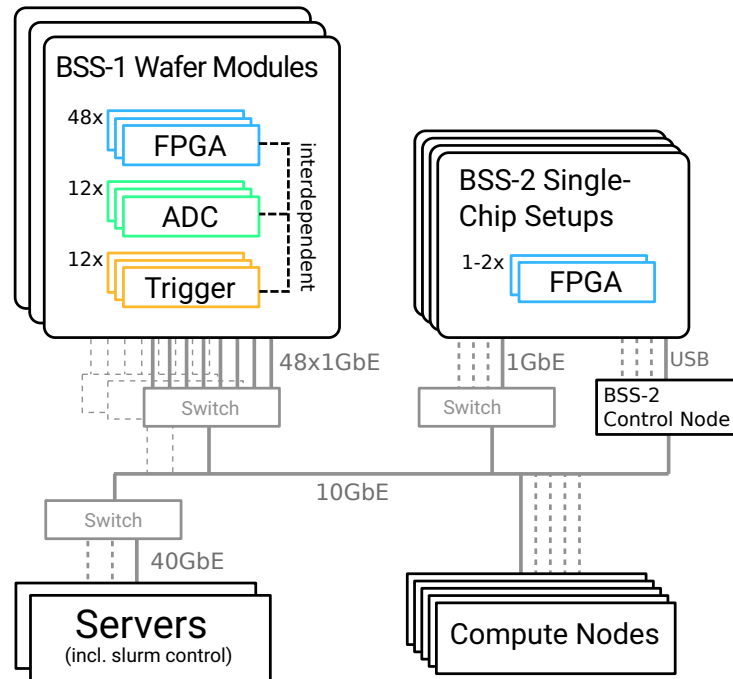 BSS-1 Wafer Modules
48x
FPGA
12x
ADC
12x
Trigger
interdependent
BSS-2 Single-
Chip Setups
1-2x
FPGA
48x1GbE
1GbE
USB
Switch
Switch
BSS-2
Control Node
10GbE
Switch
40GbE
Servers
(incl. slurm control)
Compute Nodes